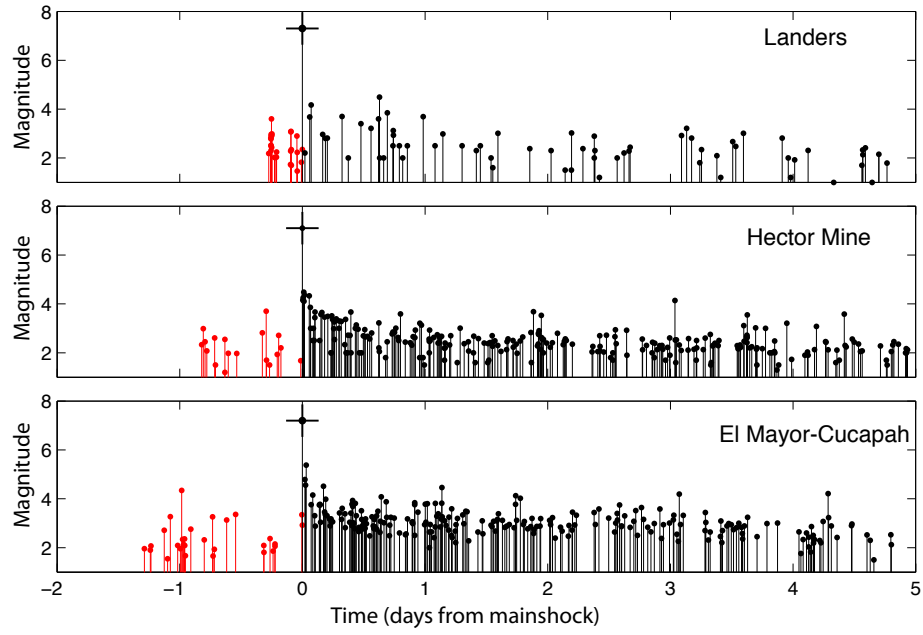 8
Landers
6
4
2
Magnitude
8
Hector Mine
6
4
2
Magnitude
8
El Mayor-Cucapah
6
4
2
Magnitude
−2 −1 0 1 2 3 4 5
Time (days from mainshock)